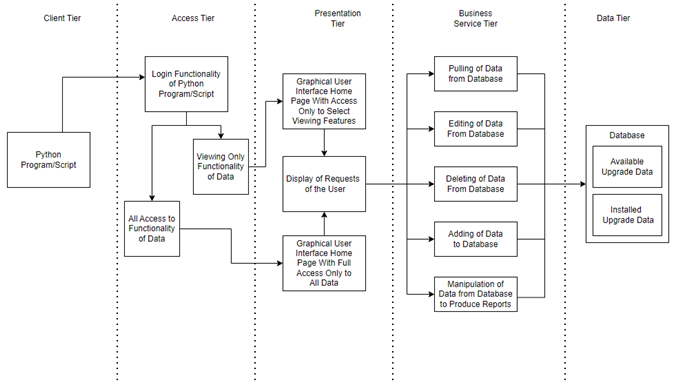 Client Tier
Access Tier
Presentation
Tier
Business
Service Tier
Data Tier
Python
Program/Script
Login Functionality
of Python
Program/Script
Viewing Only
Functionality
of Data
All Access to
Functionality
of Data
Graphical User
Interface Home
Page With Access
Only to Select
Viewing Features
Display of Requests
of the User
Graphical User
Interface Home
Page With Full
Access Only to
All Data
Pulling of Data
from Database
Editing of Data
From Database
Deleting of Data
From Database
Adding of Data
to Database
Manipulation of
Data from Database
to Produce Reports
Database
Available
Upgrade Data
Installed
Upgrade Data